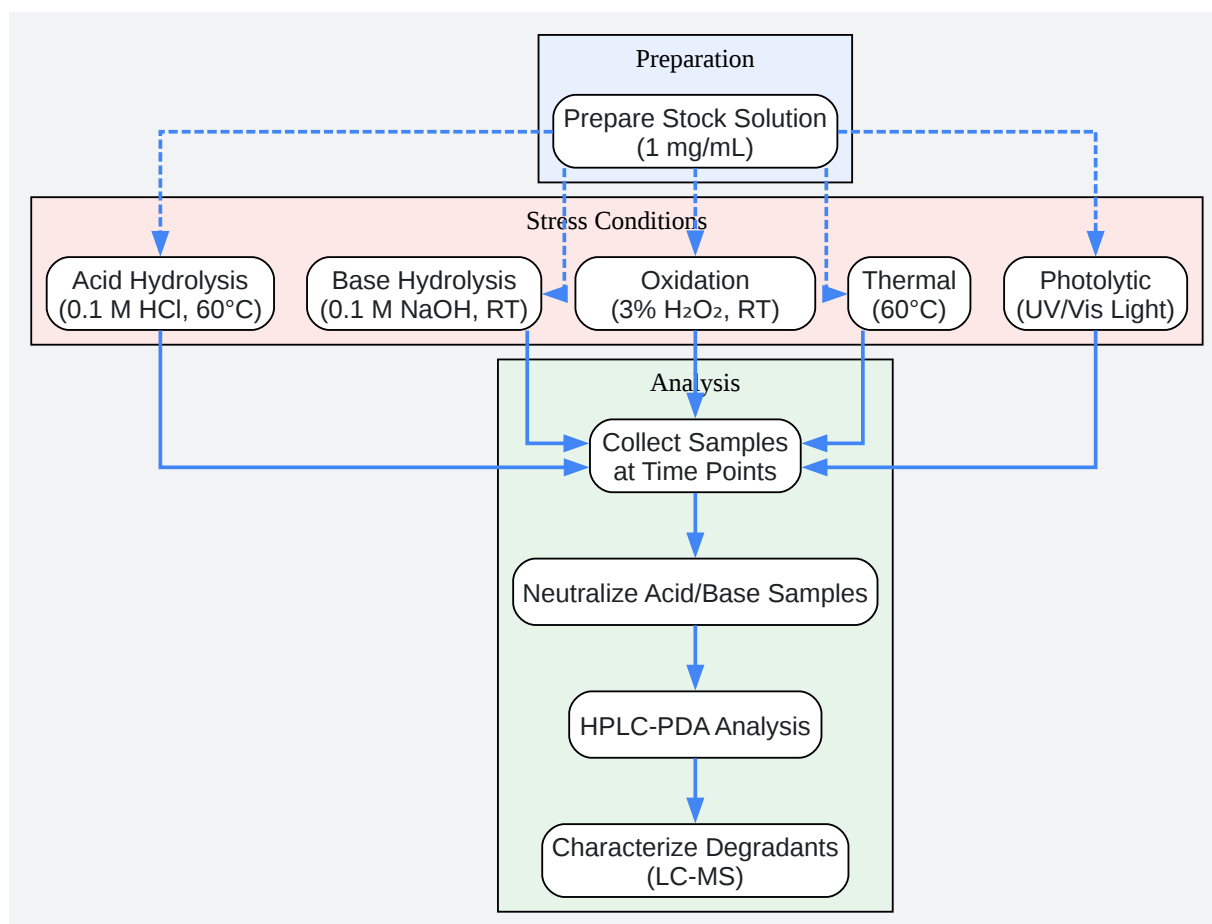 Preparation
Prepare Stock Solution
(1 mg/mL)
Stress Conditions
Acid Hydrolysis
(0.1 M HCl, 60°C)
Base Hydrolysis
(0.1 M NaOH, RT)
Oxidation
(3% H₂O₂, RT)
Thermal
(60°C)
Photolytic
(UV/Vis Light)
Analysis
Collect Samples
at Time Points
Neutralize Acid/Base Samples
HPLC-PDA Analysis
Characterize Degradants
(LC-MS)